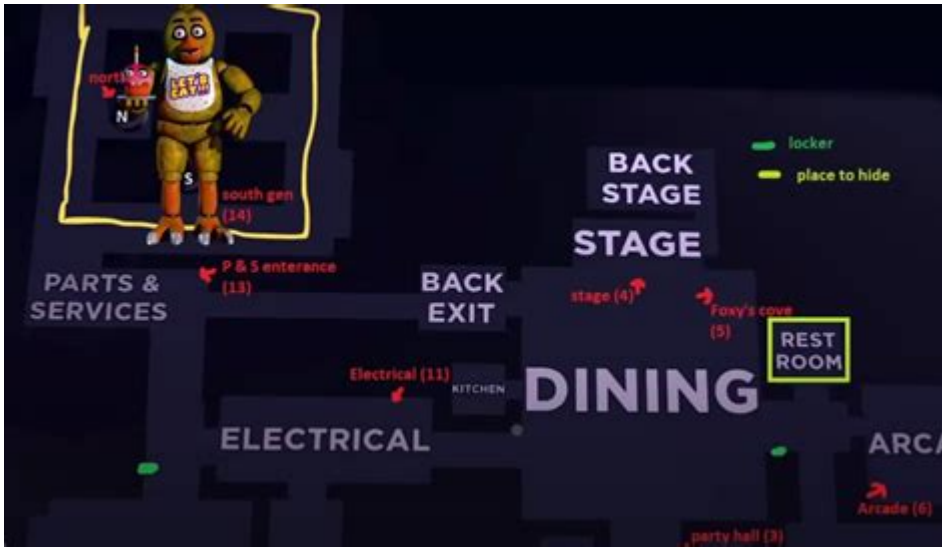 north
N
LET'S
EAT!!!
S
south gen
(14)
P & S enterance
(13)
PARTS &
SERVICES
BACK
EXIT
BACK
STAGE
STAGE
stage (4)
Foxy's cove
(5)
locker
place to hide
REST
ROOM
Electrical (11)
KITCHEN
DINING
ELECTRICAL
ARCA
Arcade (6)
party hall (3)